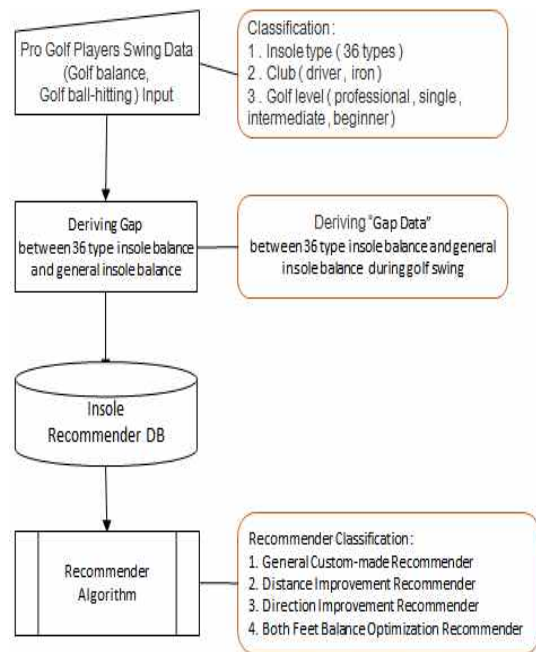 Pro Golf Players Swing Data
(Golf balance,
Golf ball-hitting) Input
Classification:
1. Insole type (36 types)
2. Club (driver, iron)
3. Golf level (professional, single,
intermediate, beginner)
Deriving Gap
between 36 type insole balance
and general insole balance
Deriving "Gap Data"
between 36 type insole balance and general
insole balance during golf swing
Insole
Recommender DB
Recommender
Algorithm
Recommender Classification:
1. General Custom-made Recommender
2. Distance Improvement Recommender
3. Direction Improvement Recommender
4. Both Feet Balance Optimization Recommender